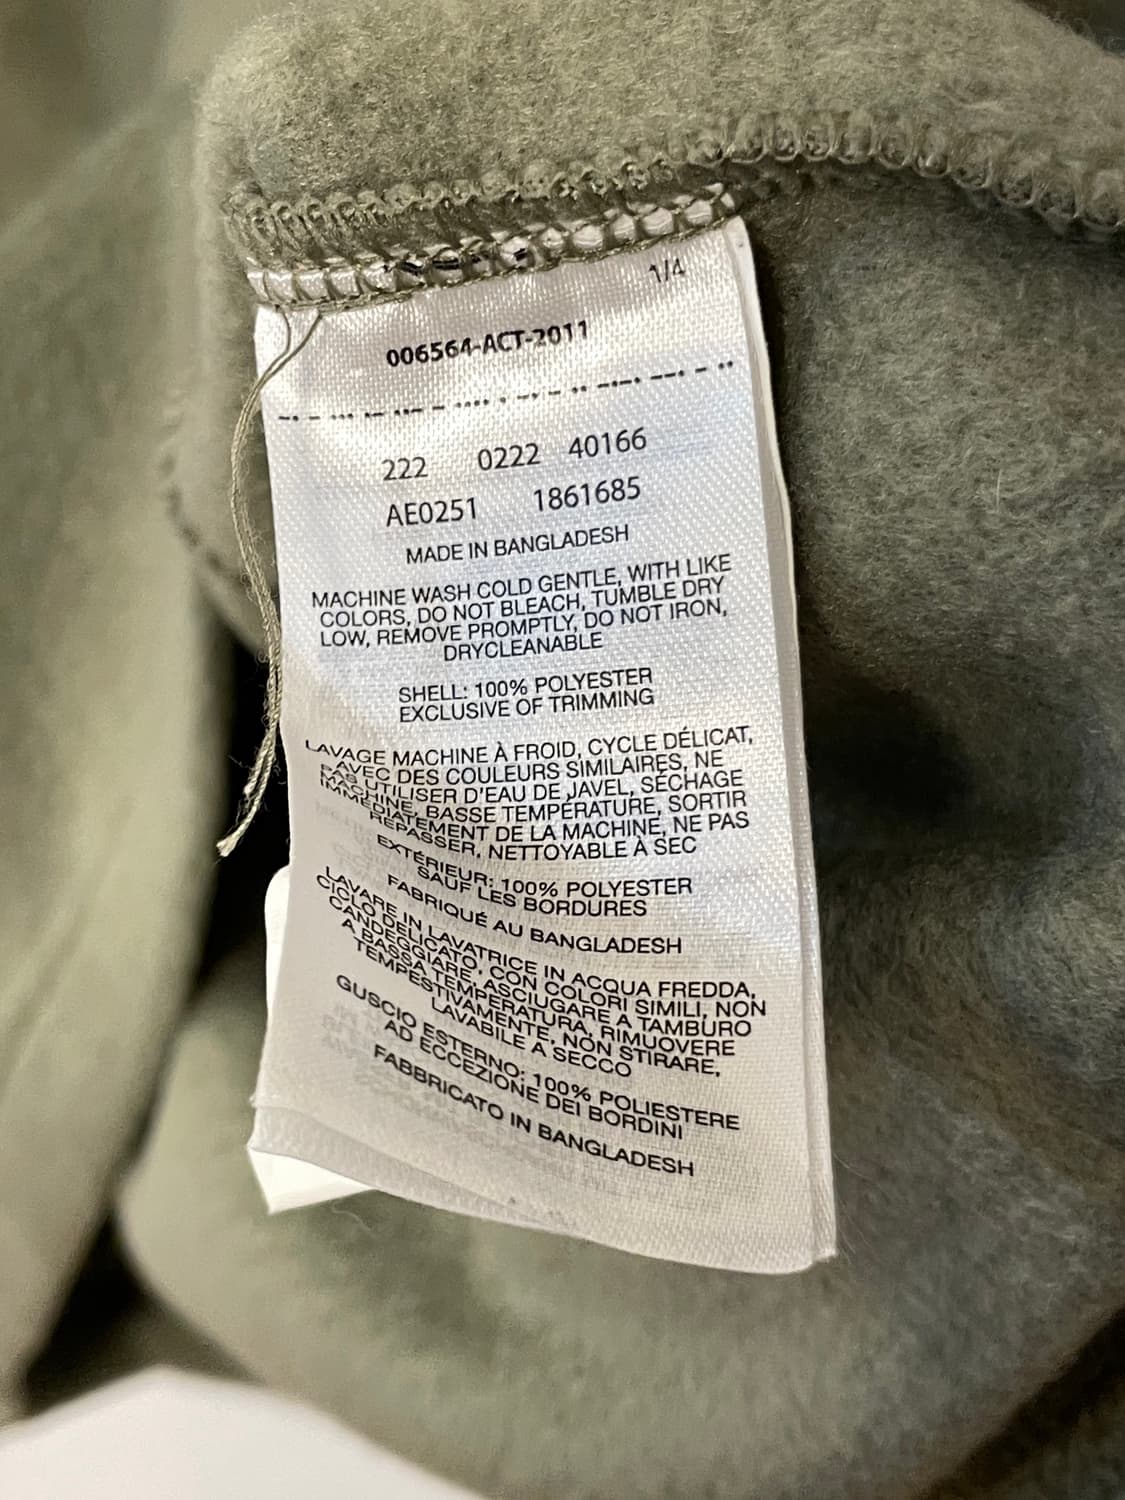 1/4
006564-ACT-2011
222 0222 40166
AE0251 1861685
MADE IN BANGLADESH
MACHINE WASH COLD GENTLE, WITH LIKE
COLORS, DO NOT BLEACH, TUMBLE DRY
LOW, REMOVE PROMPTLY, DO NOT IRON,
DRYCLEANABLE
SHELL: 100% POLYESTER
EXCLUSIVE OF TRIMMING
LAVAGE MACHINE À FROID, CYCLE DÉLICAT,
AVEC DES COULEURS SIMILAIRES, NE
PAS UTILISER D'EAU DE JAVEL, SÉCHAGE
MACHINE, BASSE TEMPÉRATURE, SORTIR
IMMÉDIATEMENT DE LA MACHINE, NE PAS
REPASSER, NETTOYABLE À SEC
EXTÉRIEUR: 100% POLYESTER
SAUF LES BORDURES
FABRIQUÉ AU BANGLADESH
LAVARE IN LAVATRICE IN ACQUA FREDDA,
CICLO DELICATO, CON COLORI SIMILI, NON
CANDEGGIARE, ASCIUGARE A TAMBURO
A BASSA TEMPERATURA, RIMUOVERE
TEMPESTIVAMENTE, NON STIRARE,
LAVABILE A SECCO
GUSCIO ESTERNO: 100% POLIESTERE
AD ECCEZIONE DEI BORDINI
FABBRICATO IN BANGLADESH